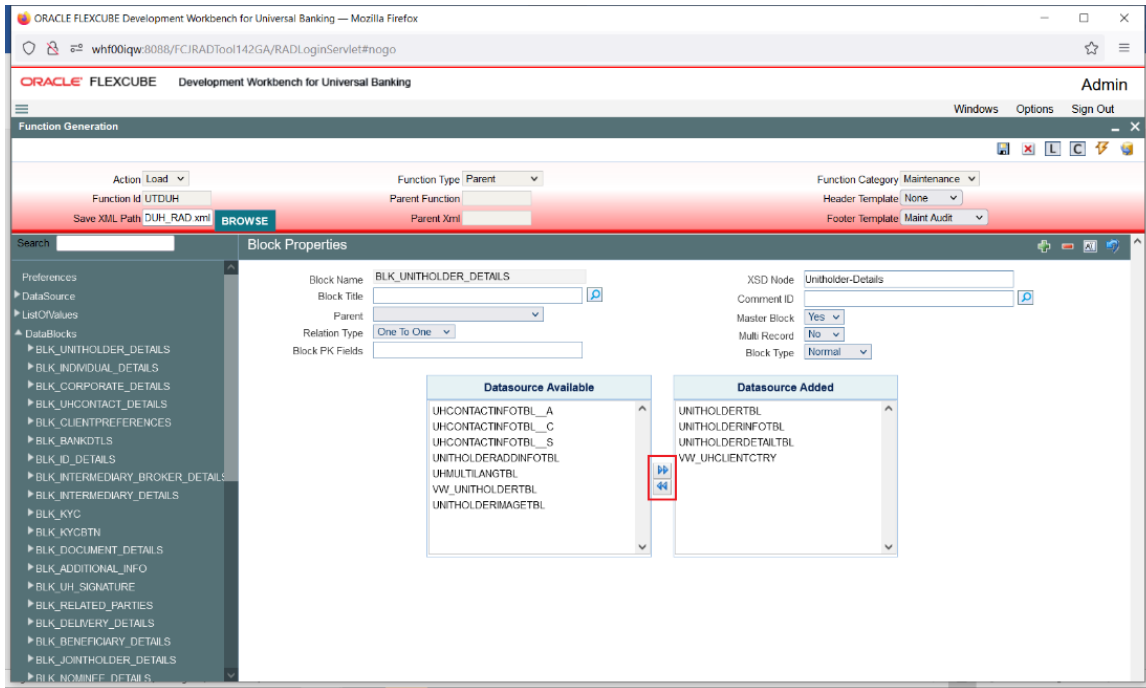 ORACLE FLEXCUBE Development Workbench for Universal Banking — Mozilla Firefox
whf00iqw:8088/FCJRADTool142GA/RADLoginServlet#nogo
ORACLE FLEXCUBE Development Workbench for Universal Banking Admin
Windows Options Sign Out
Function Generation
L C
Action Load Function Type Parent Function Category Maintenance
Function Id UTDUH Parent Function Header Template None
Save XML Path DUH_RAD.xml BROWSE Parent Xml Footer Template Maint Audit
Search Block Properties
Preferences
DataSource
ListOfValues
DataBlocks
BLK_UNITHOLDER_DETAILS
BLK_INDIVIDUAL_DETAILS
BLK_CORPORATE_DETAILS
BLK_UHCONTACT_DETAILS
BLK_CLIENTPREFERENCES
BLK_BANKDTLS
BLK_ID_DETAILS
BLK_INTERMEDIARY_BROKER_DETAILS
BLK_INTERMEDIARY_DETAILS
BLK_KYC
BLK_KYCBTN
BLK_DOCUMENT_DETAILS
BLK_ADDITIONAL_INFO
BLK_UH_SIGNATURE
BLK_RELATED_PARTIES
BLK_DELIVERY_DETAILS
BLK_BENEFICIARY_DETAILS
BLK_JOINTHOLDER_DETAILS
BLK_NOMINEE_DETAILS
Block Name BLK_UNITHOLDER_DETAILS XSD Node Unitholder-Details
Block Title Comment ID
Parent Master Block Yes
Relation Type One To One Multi Record No
Block PK Fields Block Type Normal
Datasource Available
UHCONTACTINFOTBL__A
UHCONTACTINFOTBL__C
UHCONTACTINFOTBL__S
UNITHOLDERADDINFOTBL
UHMULTILANGTBL
VW_UNITHOLDERTBL
UNITHOLDERIMAGETBL
Datasource Added
UNITHOLDERTBL
UNITHOLDERINFOTBL
UNITHOLDERDETAILTBL
VW_UHCLIENTCTRY